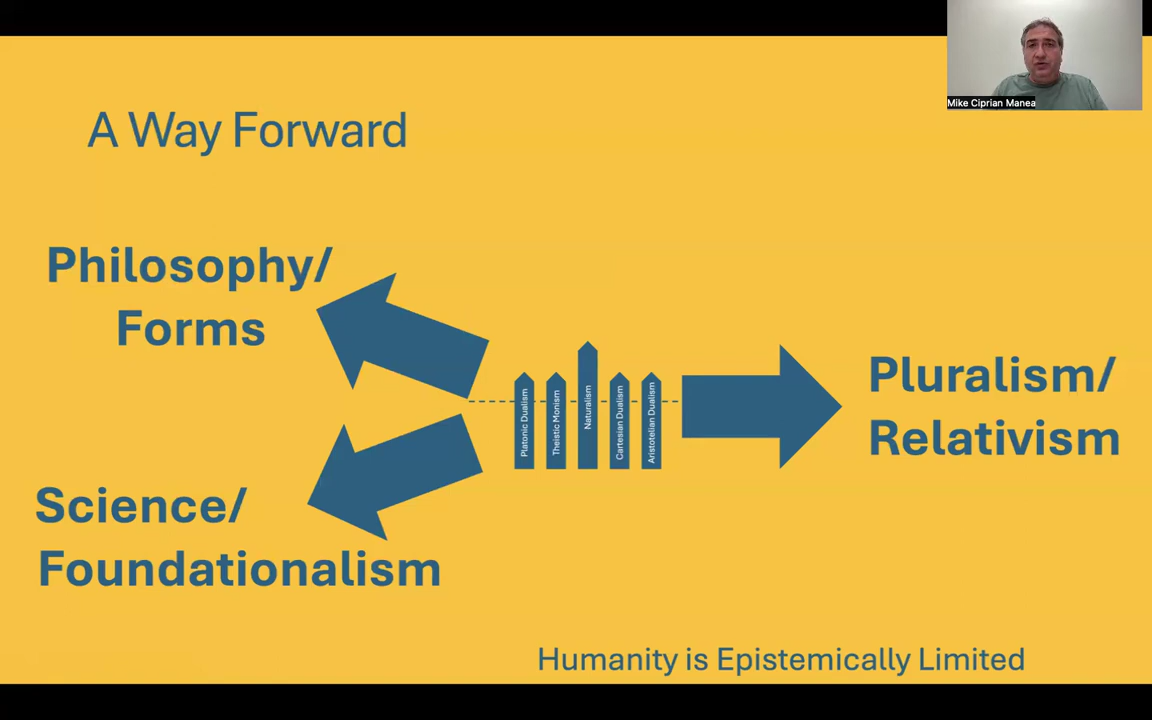 Mike Ciprian Manea
A Way Forward
Philosophy/
Forms
Science/
Foundationalism
Platonic Dualism
Theistic Monism
Naturalism
Cartesian Dualism
Aristotelian Dualism
Pluralism/
Relativism
Humanity is Epistemically Limited